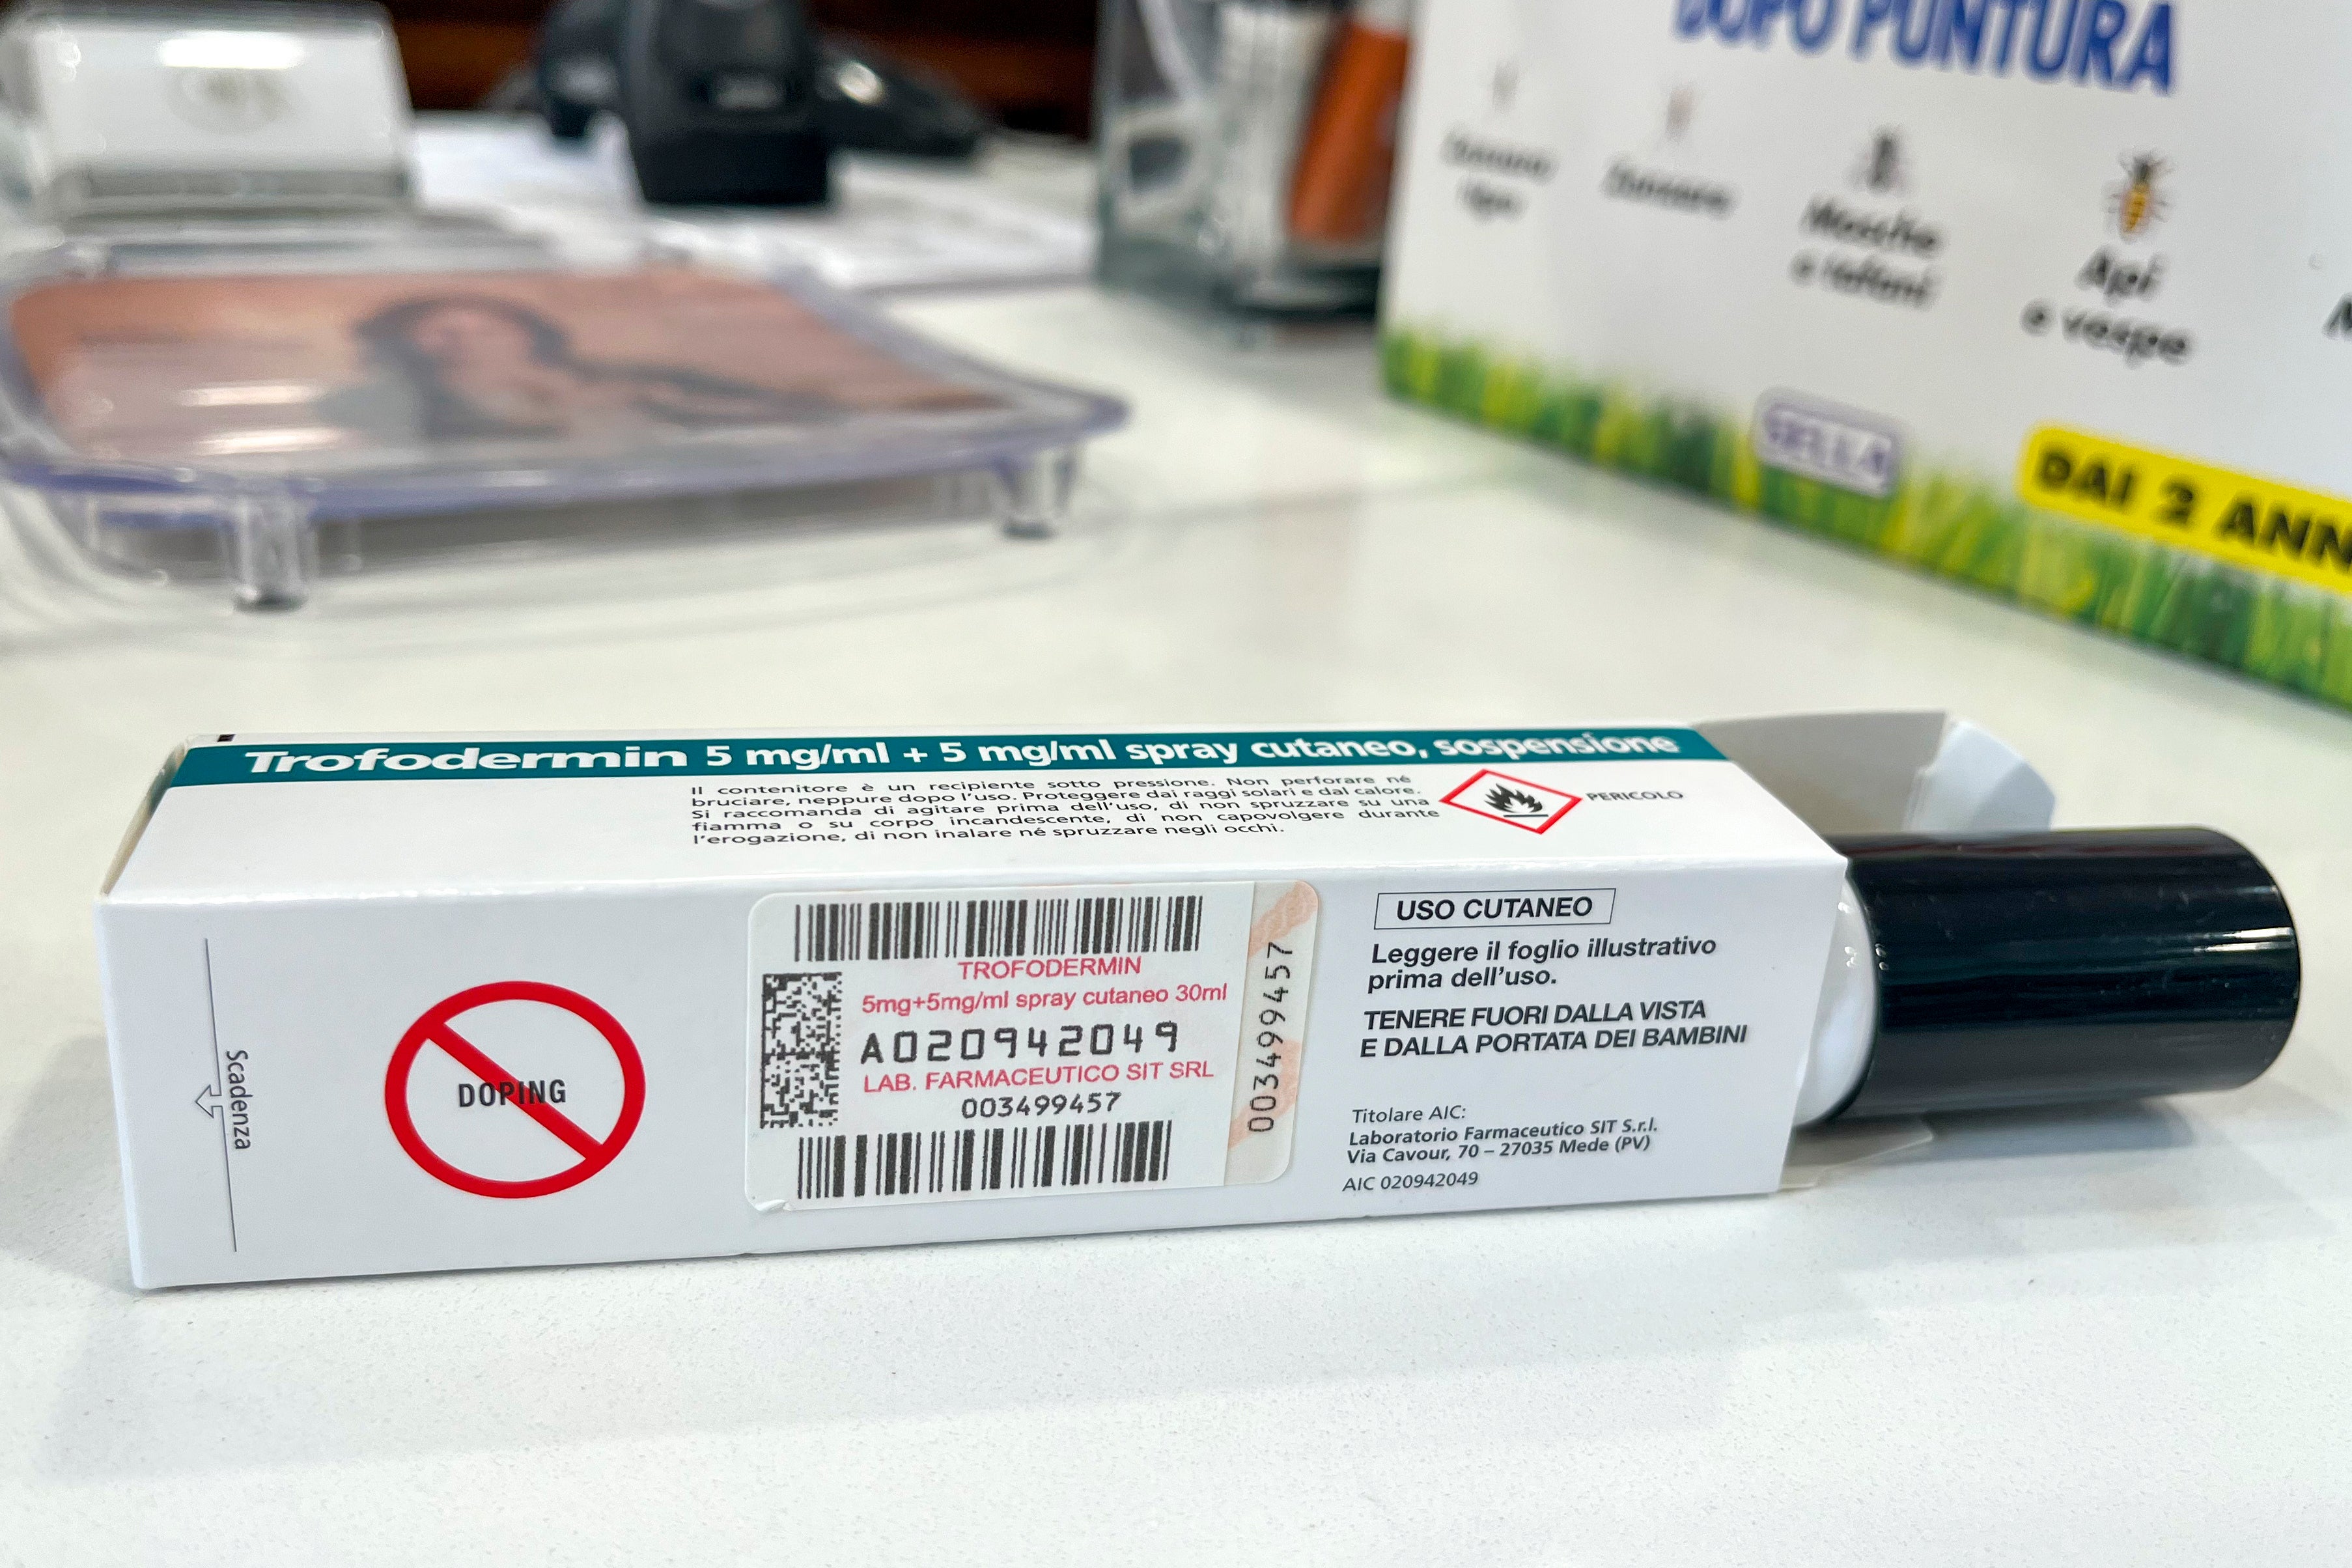 DOPO PUNTURA
Zanzare
Mosche
e tafani
Api
e vespe
SELLA
DAI 2 ANN
Trofodermin 5 mg/ml + 5 mg/ml spray cutaneo, sospensione
Il contenitore è un recipiente sotto pressione. Non perforare né
bruciare, neppure dopo l'uso. Proteggere dai raggi solari e dal calore.
Si raccomanda di agitare prima dell'uso, di non spruzzare su una
fiamma o su corpo incandescente, di non capovolgere durante
l'erogazione, di non inalare né spruzzare negli occhi.
PERICOLO
Scadenza
DOPING
TROFODERMIN
5mg+5mg/ml spray cutaneo 30ml
A020942049
LAB. FARMACEUTICO SIT SRL
003499457
003499457
USO CUTANEO
Leggere il foglio illustrativo
prima dell'uso.
TENERE FUORI DALLA VISTA
E DALLA PORTATA DEI BAMBINI
Titolare AIC:
Laboratorio Farmaceutico SIT S.r.l.
Via Cavour, 70 – 27035 Mede (PV)
AIC 020942049